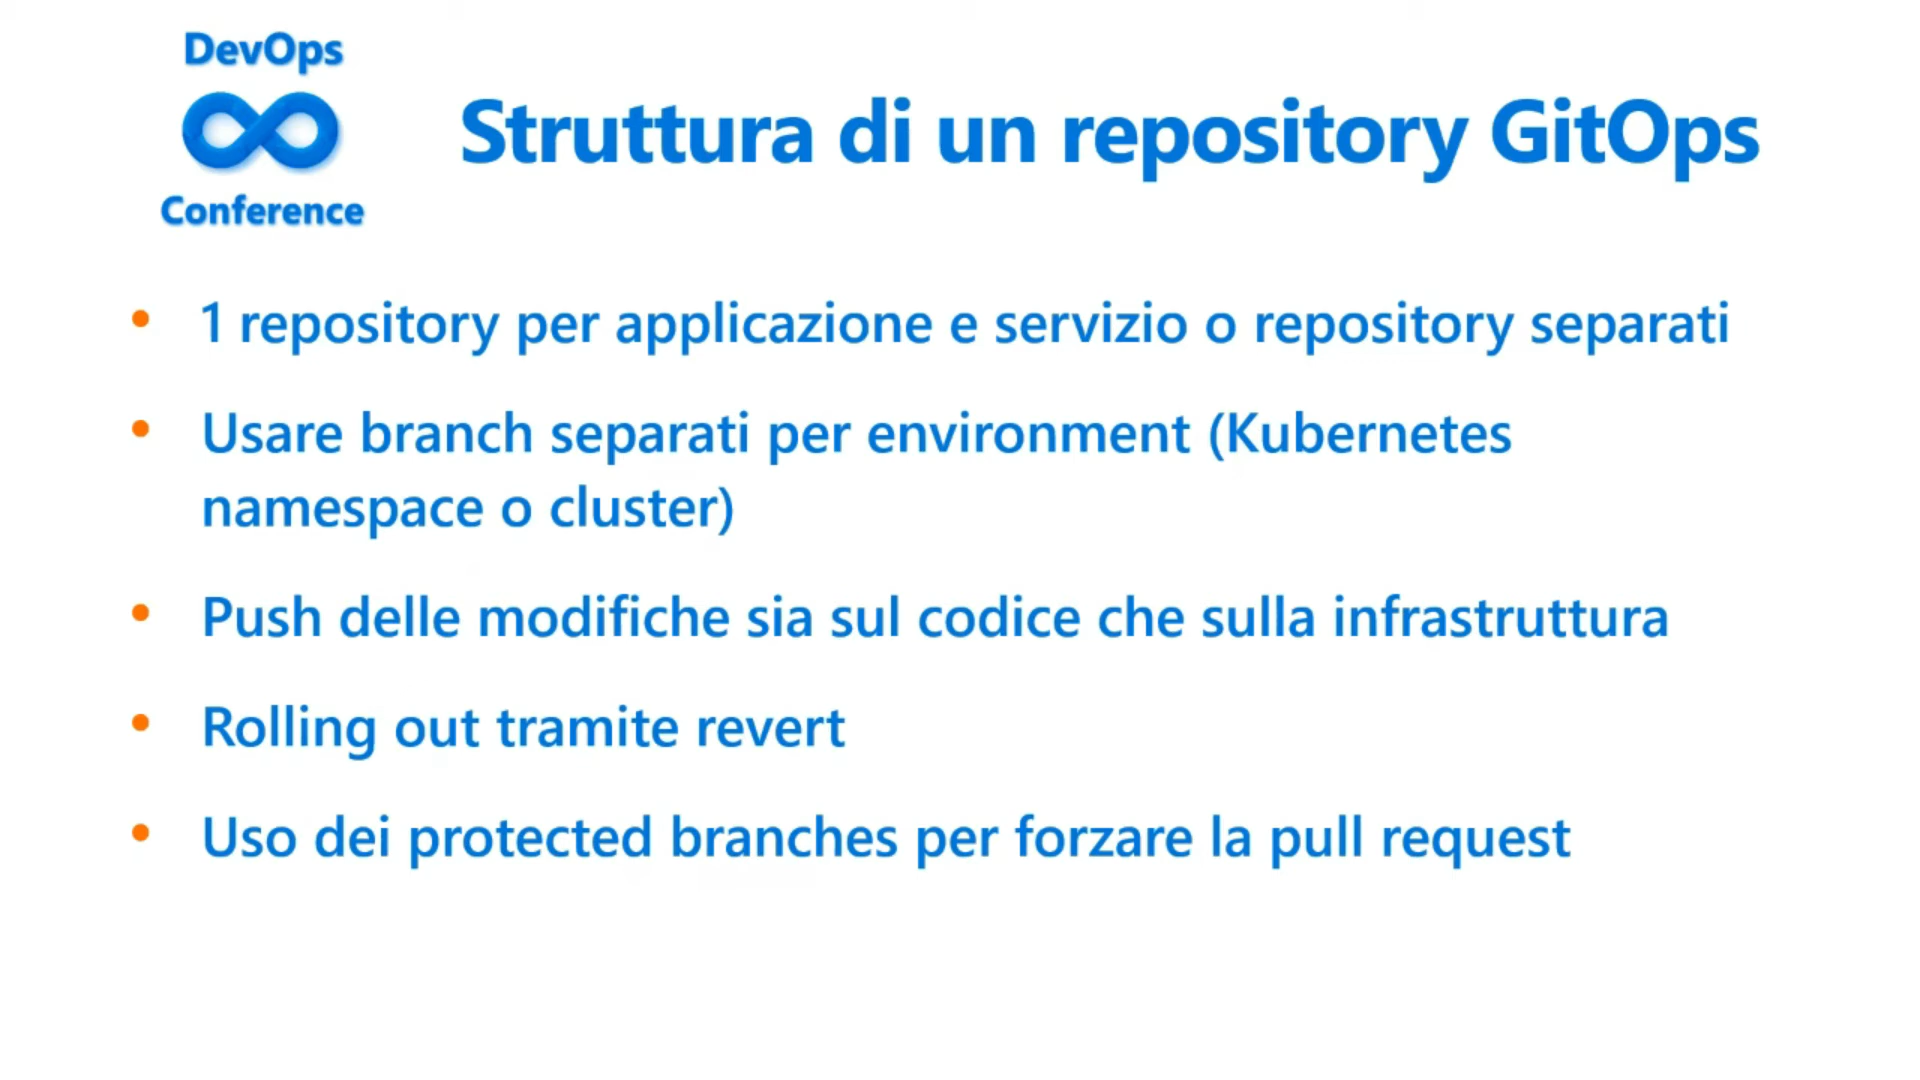 DevOps
Conference
Struttura di un repository GitOps
• 1 repository per applicazione e servizio o repository separati
• Usare branch separati per environment (Kubernetes
namespace o cluster)
• Push delle modifiche sia sul codice che sulla infrastruttura
• Rolling out tramite revert
• Uso dei protected branches per forzare la pull request